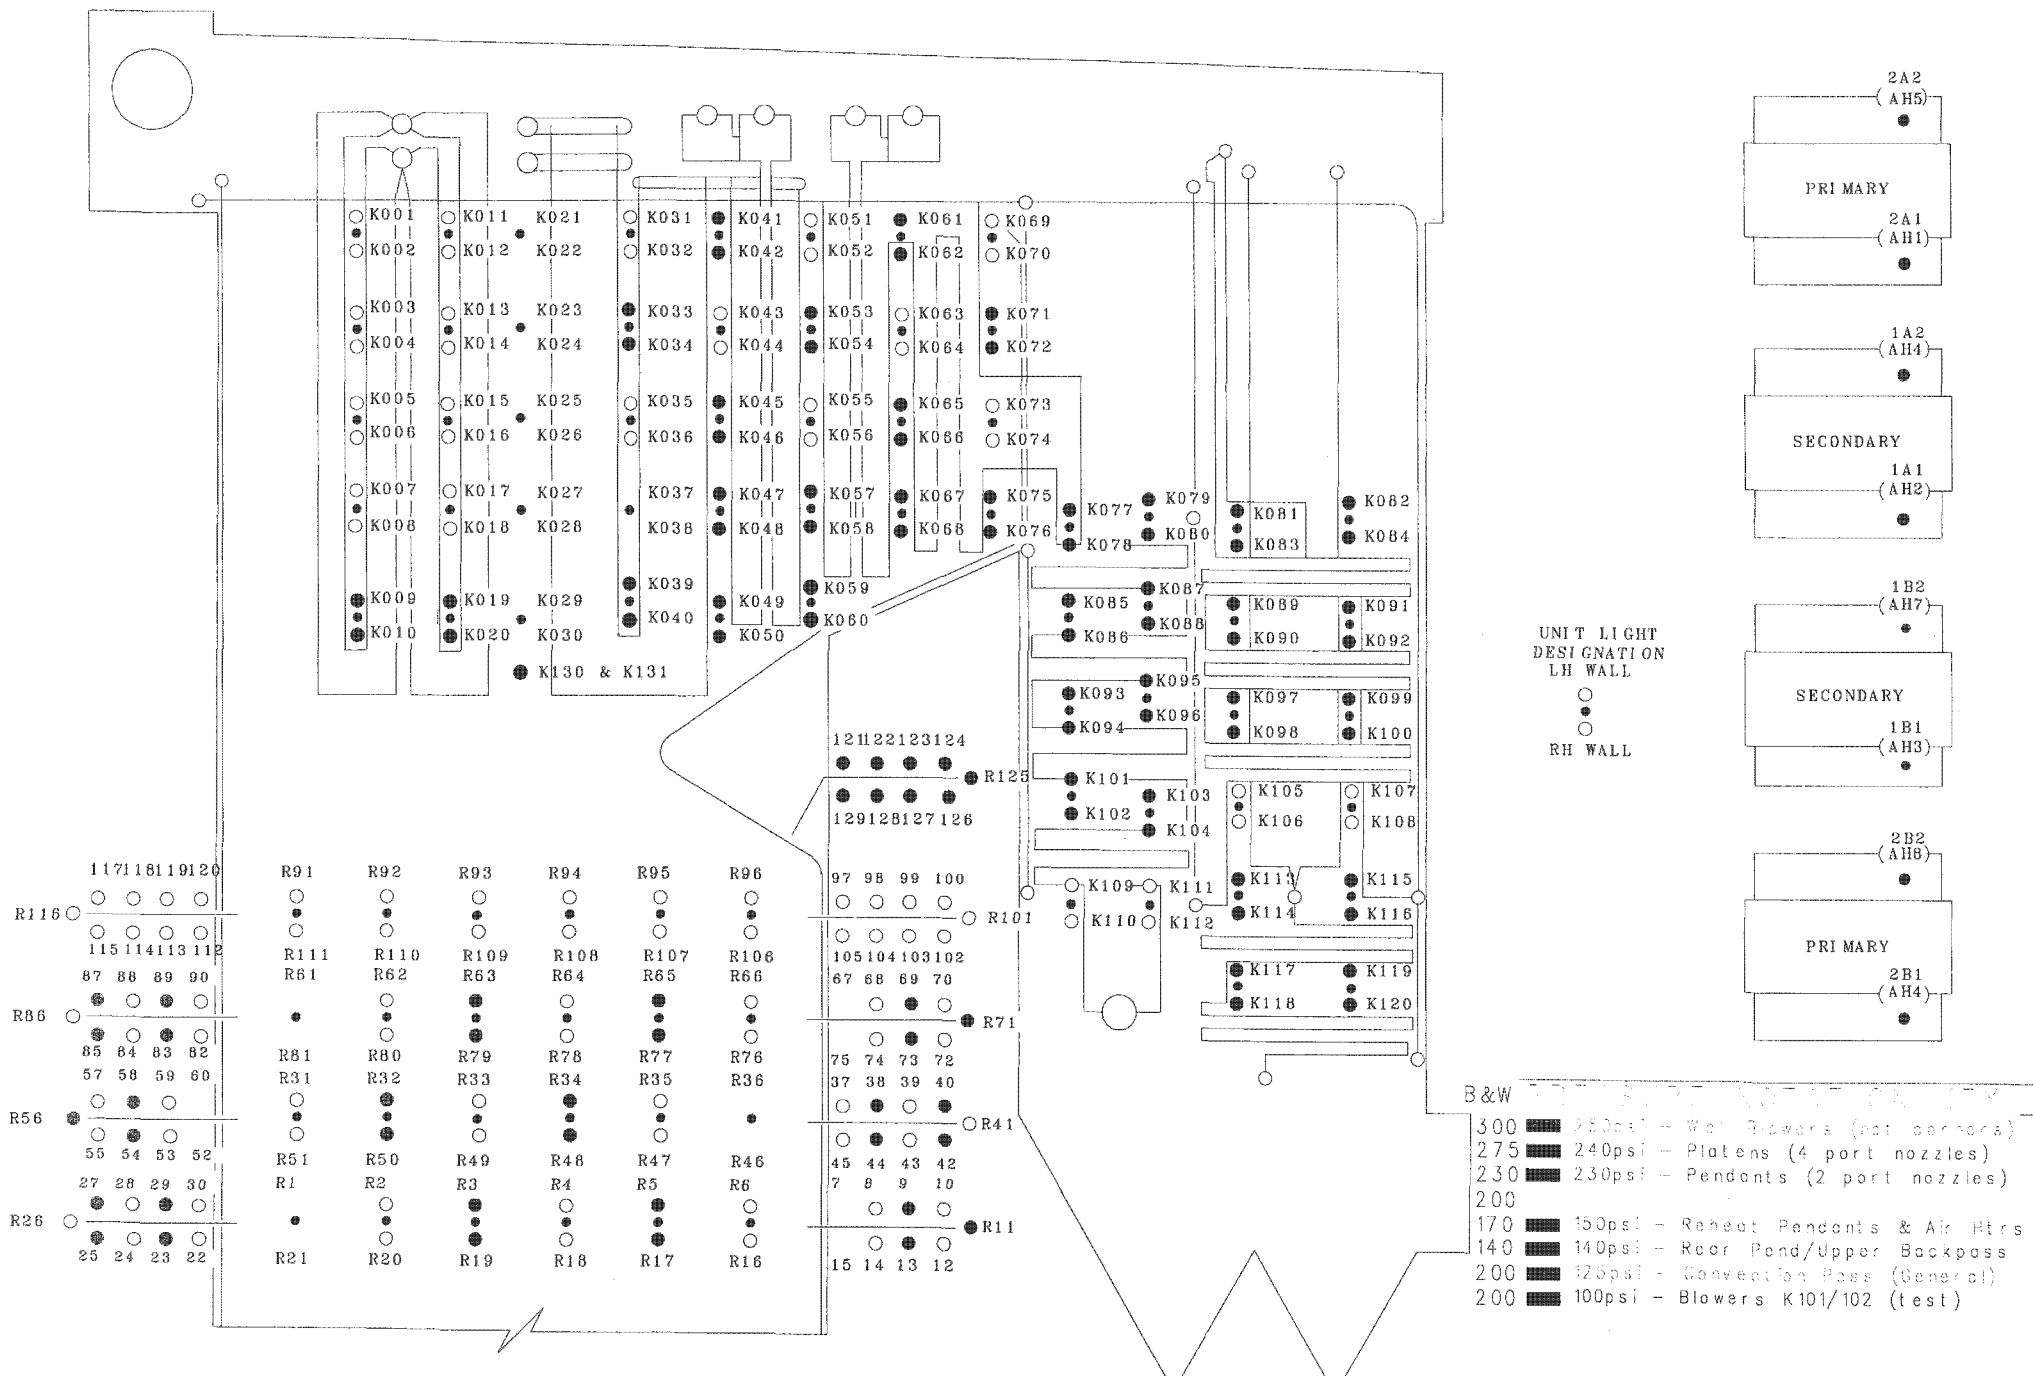 2A2
(AH5)
PRIMARY
2A1
(AH1)
K001 K011 K021 K031 K041 K051 K061 K069
K002 K012 K022 K032 K042 K052 K062 K070
K003 K013 K023 K033 K043 K053 K063 K071
K004 K014 K024 K034 K044 K054 K064 K072
1A2
(AH4)
K005 K015 K025 K035 K045 K055 K065 K073
K006 K016 K026 K036 K046 K056 K066 K074
SECONDARY
1A1
(AH2)
K007 K017 K027 K037 K047 K057 K067 K075 K077 K079 K081 K082
K008 K018 K028 K038 K048 K058 K068 K076 K078 K080 K083 K084
K039 K059 K087
K009 K019 K029 K040 K049 K060 K085 K088 K089 K091
K010 K020 K030 K050 K086 K090 K092
1B2
(AH7)
UNIT LIGHT
DESIGNATION
LH WALL
RH WALL
K130 & K131
K093 K095 K097 K099
K094 K096 K098 K100
SECONDARY
1B1
(AH3)
121 122 123 124
R125
129 128 127 126
K101 K103 K105 K107
K102 K104 K106 K108
2B2
(AH8)
117 118 119 120 R91 R92 R93 R94 R95 R96 97 98 99 100
K109 K111 K113 K115
R116 R101
K110 K112 K114 K116
115 114 113 112 R111 R110 R109 R108 R107 R106 105 104 103 102
PRIMARY
2B1
(AH4)
87 88 89 90 R61 R62 R63 R64 R65 R66 67 68 69 70
K117 K119
K118 K120
R86 R71
85 84 83 82 R81 R80 R79 R78 R77 R76 75 74 73 72
57 58 59 60 R31 R32 R33 R34 R35 R36 37 38 39 40
R56 R41
55 54 53 52 R51 R50 R49 R48 R47 R46 45 44 43 42
27 28 29 30 R1 R2 R3 R4 R5 R6 7 8 9 10
R26 R11
25 24 23 22 R21 R20 R19 R18 R17 R16 15 14 13 12
B&W
300 - Wall Blowers (not corners)
275 240psi - Platens (4 port nozzles)
230 230psi - Pendants (2 port nozzles)
200
170 150psi - Reheat Pendants & Air Htrs
140 140psi - Rear Pend/Upper Backpass
200 125psi - Convection Pass (General)
200 100psi - Blowers K101/102 (test)